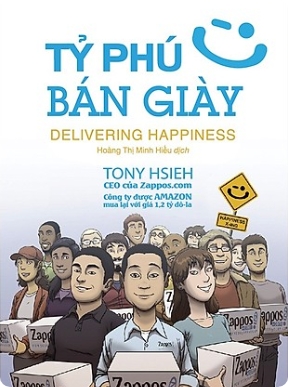 TỶ PHÚ
BÁN GIÀY
DELIVERING HAPPINESS
Hoàng Thị Minh Hiếu dịch
TONY HSIEH
CEO của Zappos.com
Công ty được AMAZON
mua lại với giá 1,2 tỷ đô-la
HAPPINESS
Zappos
Zappos
Zappos